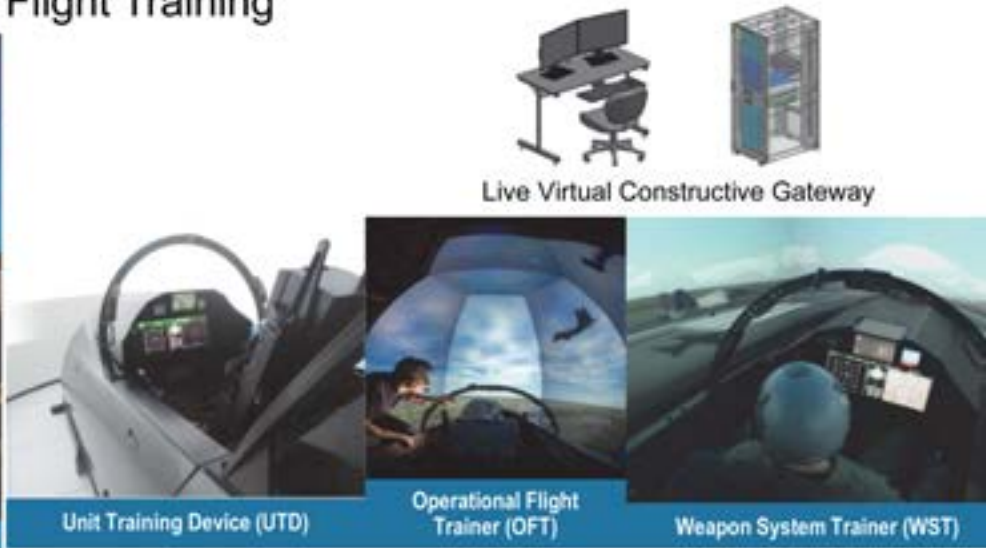 Flight Training
Live Virtual Constructive Gateway
Unit Training Device (UTD)
Operational Flight
Trainer (OFT)
Weapon System Trainer (WST)